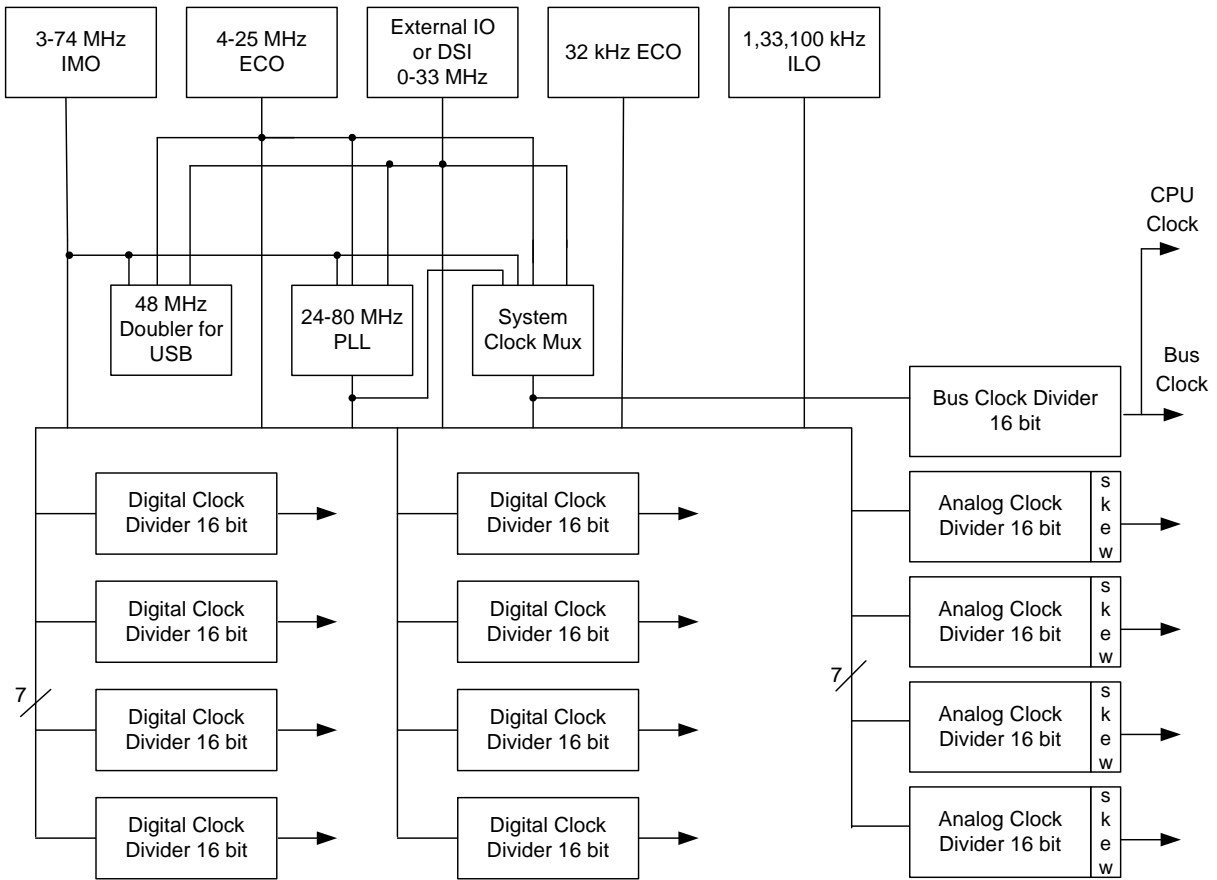 3-74 MHz
IMO
4-25 MHz
ECO
External IO
or DSI
0-33 MHz
32 kHz ECO
1,33,100 kHz
ILO
CPU
Clock
48 MHz
Doubler for
USB
24-80 MHz
PLL
System
Clock Mux
Bus
Clock
Bus Clock Divider
16 bit
Digital Clock
Divider 16 bit
Digital Clock
Divider 16 bit
Analog Clock
Divider 16 bit
s
k
e
w
Digital Clock
Divider 16 bit
Digital Clock
Divider 16 bit
Analog Clock
Divider 16 bit
s
k
e
w
7
7
Digital Clock
Divider 16 bit
Digital Clock
Divider 16 bit
Analog Clock
Divider 16 bit
s
k
e
w
Digital Clock
Divider 16 bit
Digital Clock
Divider 16 bit
Analog Clock
Divider 16 bit
s
k
e
w